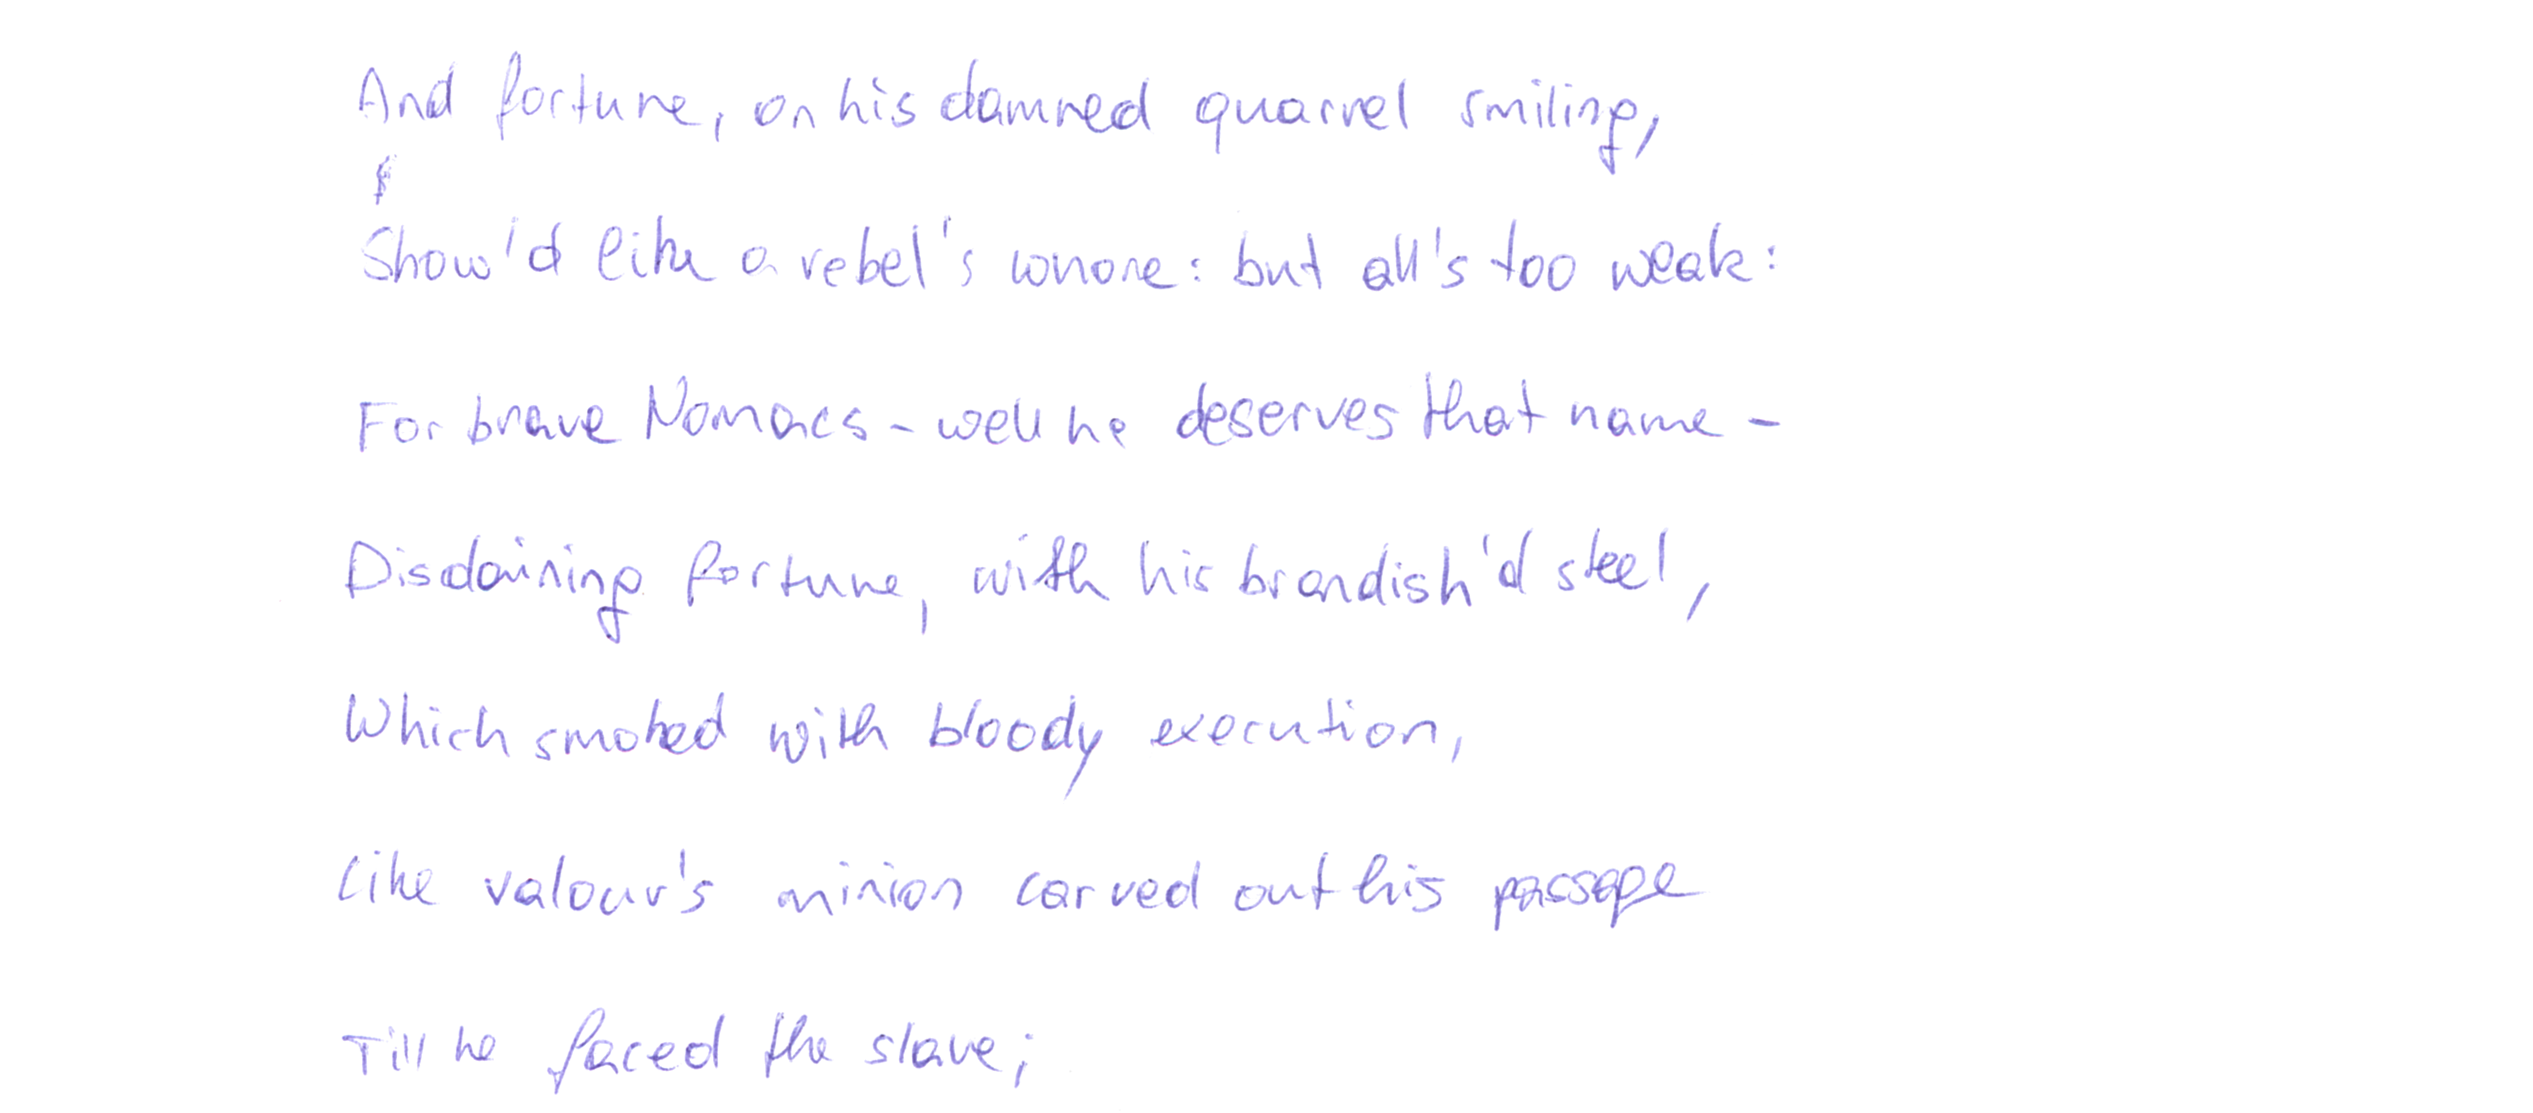 And fortune, on his damned quarrel smiling,
Show'd like a rebel's whore: but all's too weak:
For brave Nomacs - well he deserves that name -
Disdaining fortune, with his brandish'd steel,
Which smoked with bloody execution,
Like valour's minion carved out his passage
Till he faced the slave;